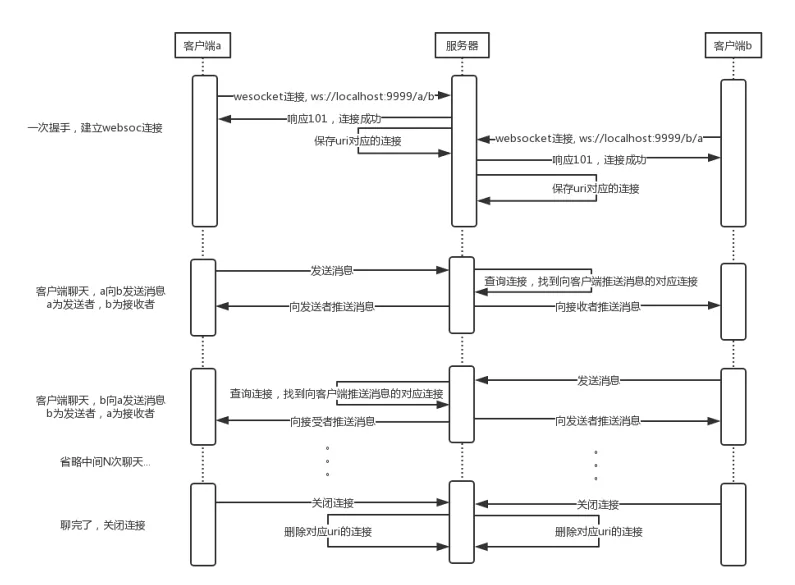 客户端a
服务器
客户端b
wesocket连接, ws://localhost:9999/a/b
响应101，连接成功
一次握手，建立websoc连接
保存uri对应的连接
websocket连接, ws://localhost:9999/b/a
响应101，连接成功
保存uri对应的连接
发送消息
查询连接，找到向客户端推送消息的对应连接
客户端聊天，a向b发送消息
a为发送者，b为接收者
向发送者推送消息
向接收者推送消息
发送消息
查询连接，找到向客户端推送消息的对应连接
客户端聊天，b向a发送消息
b为发送者，a为接收者
向接受者推送消息
向发送者推送消息
省略中间N次聊天...
关闭连接
关闭连接
聊完了，关闭连接
删除对应uri的连接
删除对应uri的连接